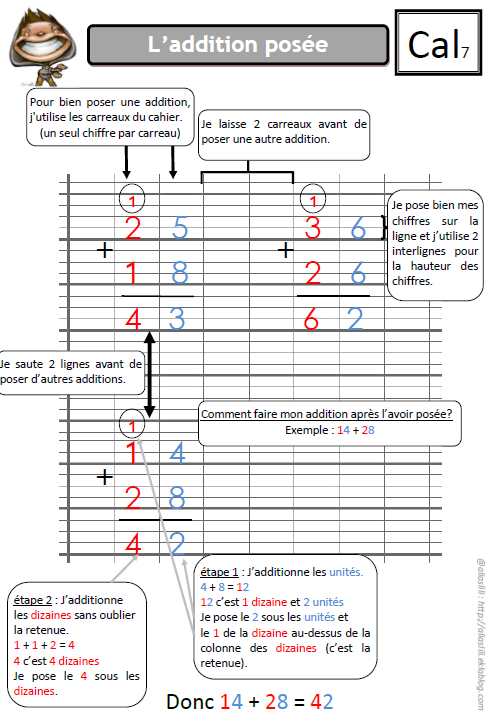 L'addition posée
Cal7
Pour bien poser une addition,
j'utilise les carreaux du cahier.
(un seul chiffre par carreau)
Je laisse 2 carreaux avant de
poser une autre addition.
1
2 5
+
1 8
4 3
1
3 6
+
2 6
6 2
Je pose bien mes
chiffres sur la
ligne et j'utilise 2
interlignes pour
la hauteur des
chiffres.
Je saute 2 lignes avant de
poser d'autres additions.
Comment faire mon addition après l'avoir posée?
Exemple : 14 + 28
1
1 4
+
2 8
4 2
étape 1 : J'additionne les unités.
4 + 8 = 12
12 c'est 1 dizaine et 2 unités
Je pose le 2 sous les unités et
le 1 de la dizaine au-dessus de la
colonne des dizaines (c'est la
retenue).
étape 2 : J'additionne
les dizaines sans oublier
la retenue.
1 + 1 + 2 = 4
4 c'est 4 dizaines
Je pose le 4 sous les
dizaines.
Donc 14 + 28 = 42
@aliaslili : http://aliaslili.eklablog.com